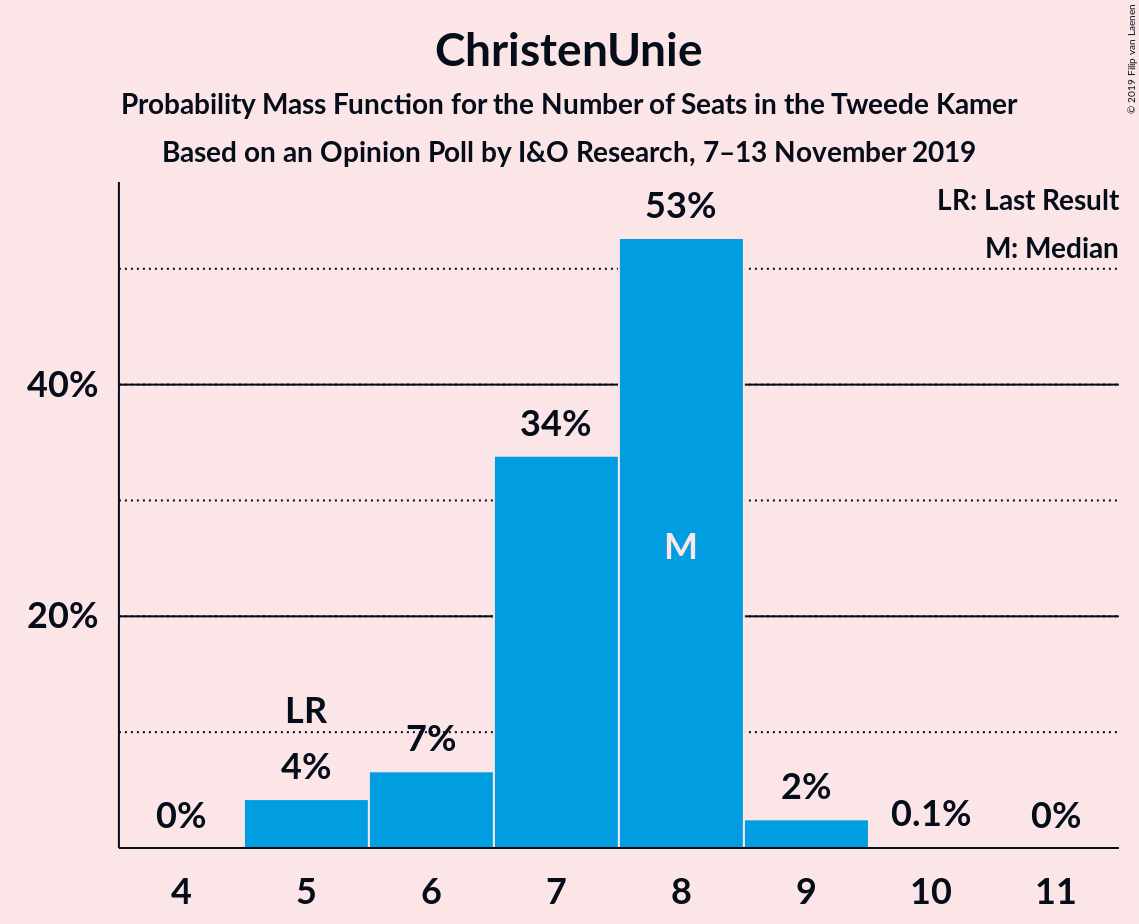 ChristenUnie
Probability Mass Function for the Number of Seats in the Tweede Kamer
Based on an Opinion Poll by I&O Research, 7–13 November 2019
© 2019 Filip van Laenen
LR: Last Result
M: Median
53%
40%
34%
M
20%
LR
7%
4%
2%
0%
0.1%
0%
4 5 6 7 8 9 10 11